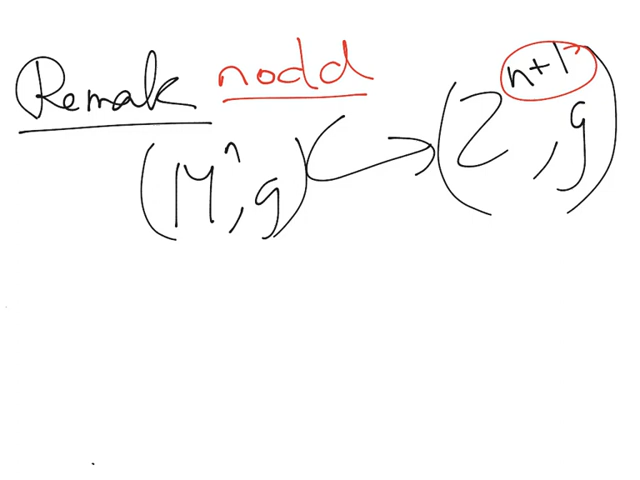 Remak n odd
(M^n, g) ↪ (Z^{n+1}, g)